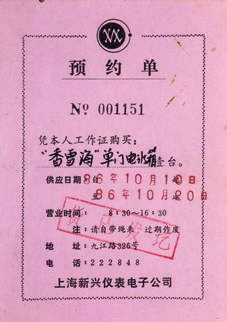 预约单
Nº 001151
凭本人工作证购买：
“香雪海”单门电冰箱壹台。
供应日期：自 86年10月10日
至 86年10月20日
营业时间：8：30～16：30
注：请自带绳索 过期作废
地 址：九江路326号
电 话：222848
上海新兴仪表电子公司